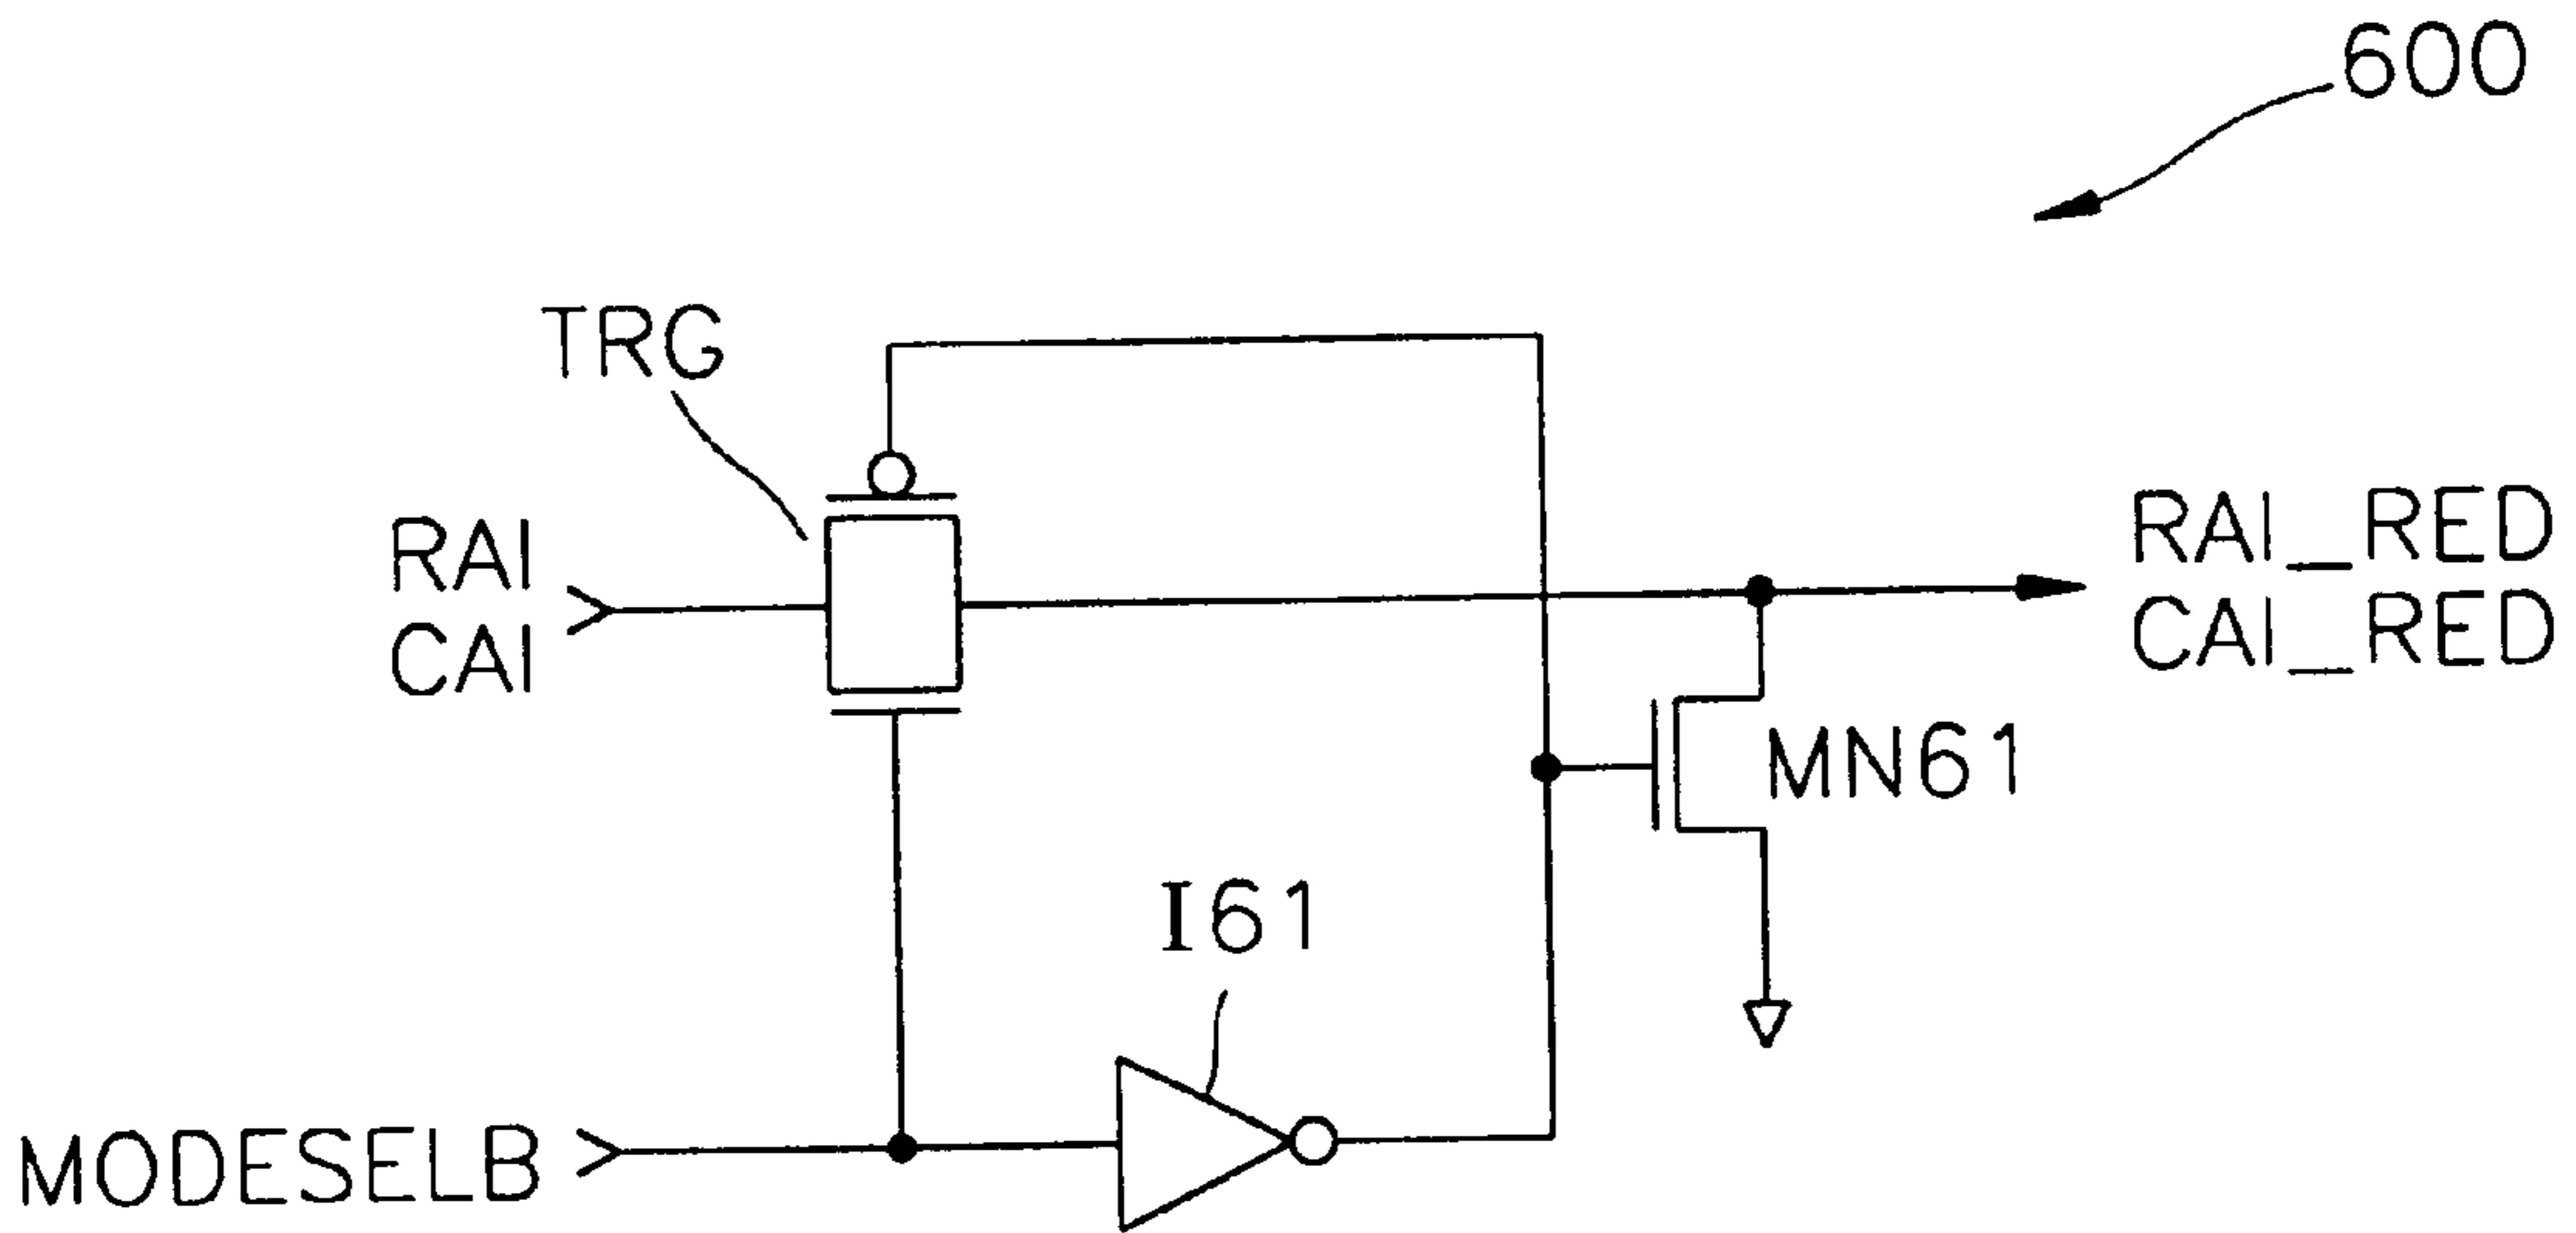 600
TRG
RAI
CAI
RAI_RED
CAI_RED
MN61
I61
MODESELB